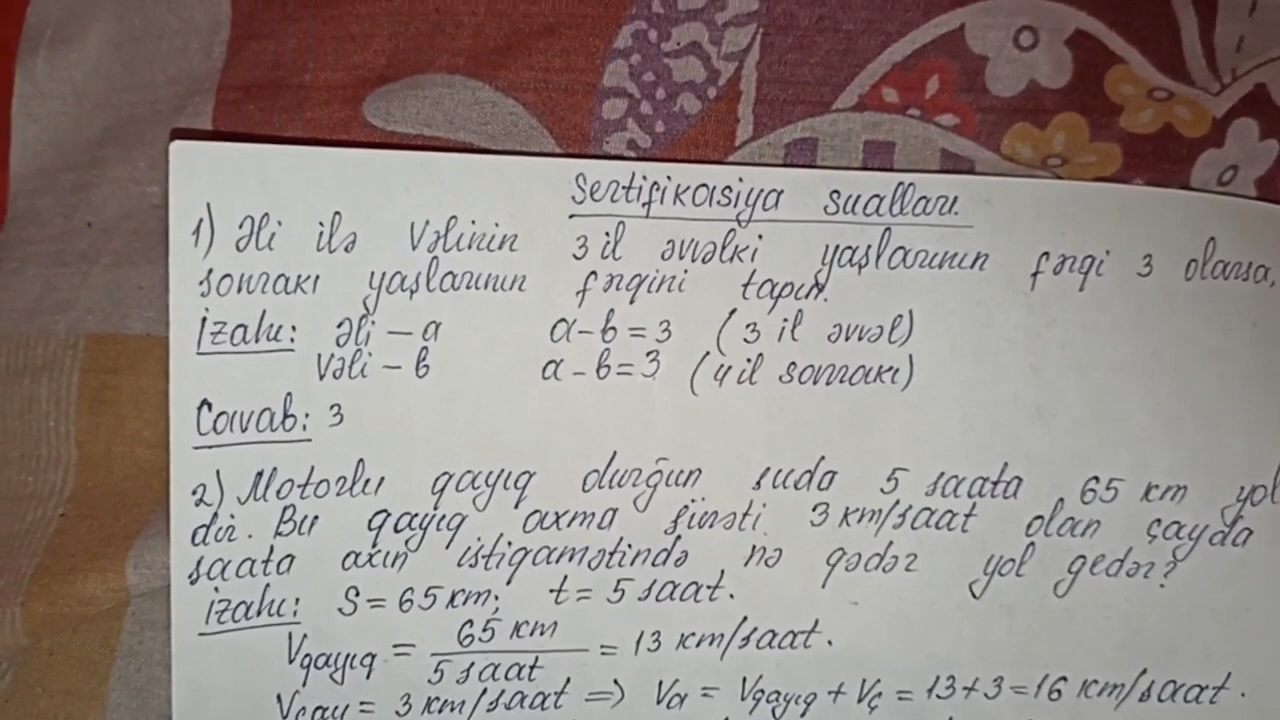 Sertifikasiya sualları.
1) Əli ilə Vəlinin 3 il əvvəlki yaşlarının fərqi 3 olarsa,
sonrakı yaşlarının fərqini tapın.
İzahı: Əli – a a-b=3 (3 il əvvəl)
Vəli – b a-b=3 (4 il sonrakı)
Cavab: 3
2) Motorlu qayıq durğun suda 5 saata 65 km yol
dir. Bu qayıq axma sürəti 3 km/saat olan çayda
saata axın istiqamətində nə qədər yol gedər?
İzahı: S=65 km; t=5 saat.
Vqayıq = 65 km / 5 saat = 13 km/saat.
Vçay = 3 km/saat => Va = Vqayıq + Vç = 13+3=16 km/saat.